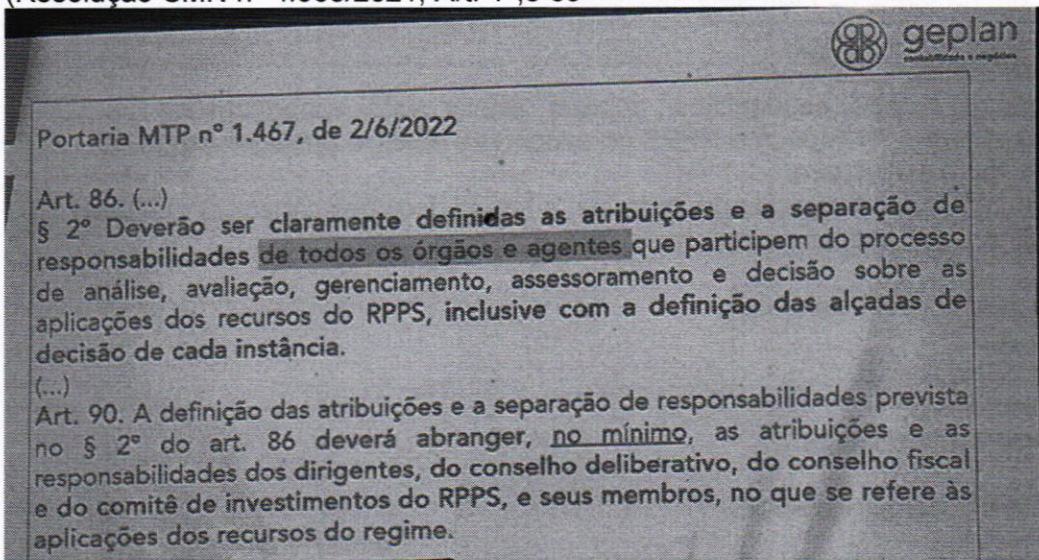 geplan
contabilidade e negócios
Portaria MTP nº 1.467, de 2/6/2022
Art. 86. (...)
§ 2º Deverão ser claramente definidas as atribuições e a separação de
responsabilidades de todos os órgãos e agentes que participem do processo
de análise, avaliação, gerenciamento, assessoramento e decisão sobre as
aplicações dos recursos do RPPS, inclusive com a definição das alçadas de
decisão de cada instância.
(...)
Art. 90. A definição das atribuições e a separação de responsabilidades prevista
no § 2º do art. 86 deverá abranger, no mínimo, as atribuições e as
responsabilidades dos dirigentes, do conselho deliberativo, do conselho fiscal
e do comitê de investimentos do RPPS, e seus membros, no que se refere às
aplicações dos recursos do regime.